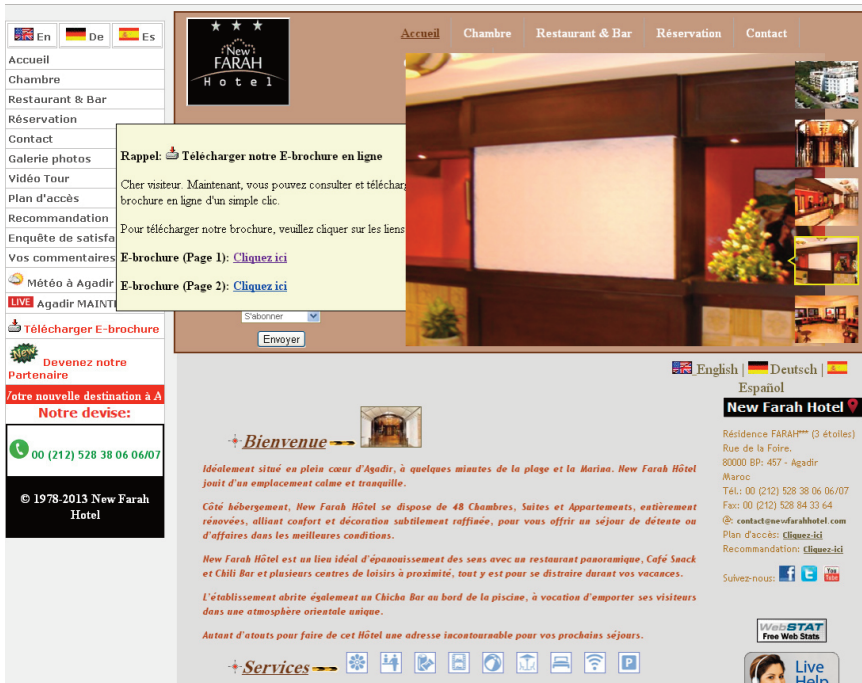 En De Es
Accueil
Chambre
Restaurant & Bar
Réservation
Contact
Galerie photos
Vidéo Tour
Plan d'accès
Recommandation
Enquête de satisfa
Vos commentaires
Météo à Agadir
LIVE Agadir MAINT
Télécharger E-brochure
New Devenez notre
Partenaire
Votre nouvelle destination à A
Notre devise:
00 (212) 528 38 06 06/07
© 1978-2013 New Farah
Hotel
New
FARAH
Hotel
Accueil Chambre Restaurant & Bar Réservation Contact
Rappel: Télécharger notre E-brochure en ligne
Cher visiteur. Maintenant, vous pouvez consulter et téléchar
brochure en ligne d'un simple clic.
Pour télécharger notre brochure, veuillez cliquer sur les liens
E-brochure (Page 1): Cliquez ici
E-brochure (Page 2): Cliquez ici
S'abonner
Envoyer
English | Deutsch |
Español
Bienvenue
Idéalement situé en plein cœur d'Agadir, à quelques minutes de la plage et la Marina. New Farah Hôtel
jouit d'un emplacement calme et tranquille.
Côté hébergement, New Farah Hôtel se dispose de 48 Chambres, Suites et Appartements, entièrement
rénovées, alliant confort et décoration subtilement raffinée, pour vous offrir un séjour de détente ou
d'affaires dans les meilleures conditions.
New Farah Hôtel est un lieu idéal d'épanouissement des sens avec un restaurant panoramique, Café Snack
et Chili Bar et plusieurs centres de loisirs à proximité, tout y est pour se distraire durant vos vacances.
L'établissement abrite également un Chicha Bar au bord de la piscine, à vocation d'emporter ses visiteurs
dans une atmosphère orientale unique.
Autant d'atouts pour faire de cet Hôtel une adresse incontournable pour vos prochains séjours.
Services
P
New Farah Hotel
Résidence FARAH*** (3 étoiles)
Rue de la Foire.
80000 BP: 457 - Agadir
Maroc
Tél.: 00 (212) 528 38 06 06/07
Fax: 00 (212) 528 84 33 64
@: contact@newfarahhotel.com
Plan d'accès: Cliquez-ici
Recommandation: Cliquez-ici
Suivez-nous: f You Tube
WebSTAT
Free Web Stats
Live
Help